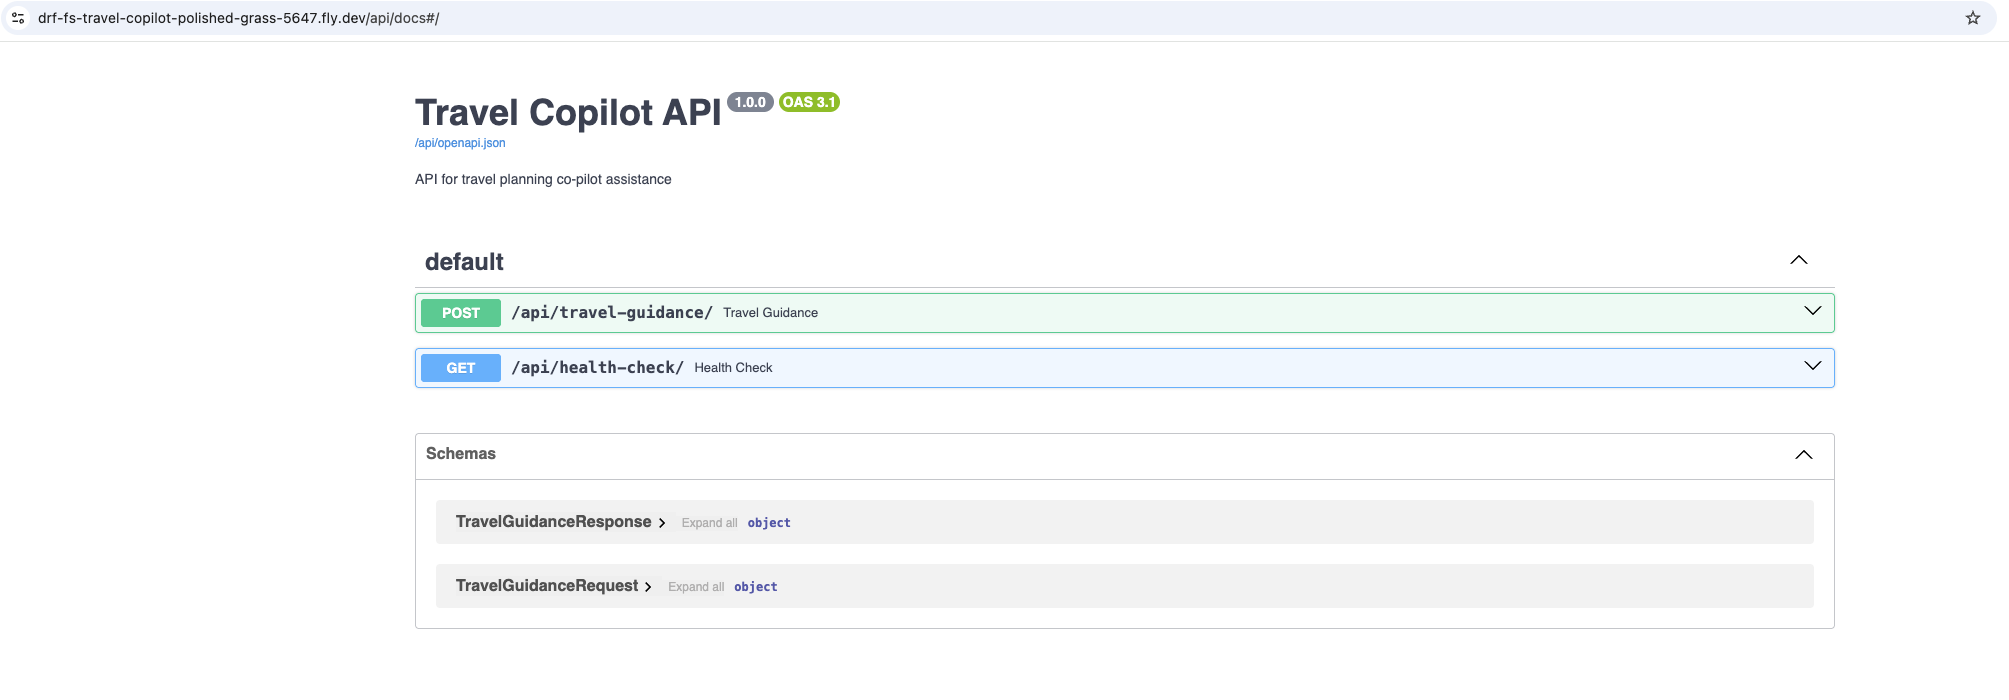 drf-fs-travel-copilot-polished-grass-5647.fly.dev/api/docs#/
Travel Copilot API 1.0.0 OAS 3.1
/api/openapi.json
API for travel planning co-pilot assistance
default
POST /api/travel-guidance/ Travel Guidance
GET /api/health-check/ Health Check
Schemas
TravelGuidanceResponse Expand all object
TravelGuidanceRequest Expand all object